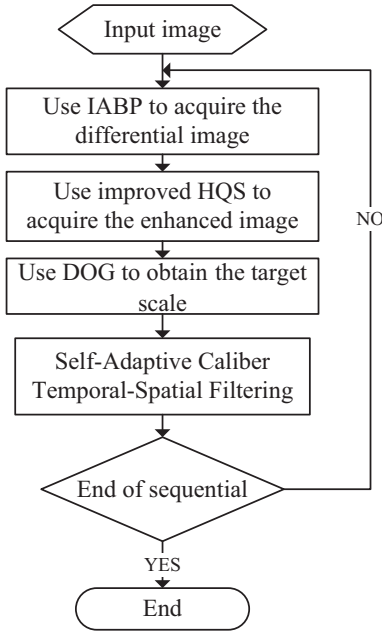 Input image
Use IABP to acquire the
differential image
Use improved HQS to
acquire the enhanced image
NO
Use DOG to obtain the target
scale
Self-Adaptive Caliber
Temporal-Spatial Filtering
End of sequential
YES
End